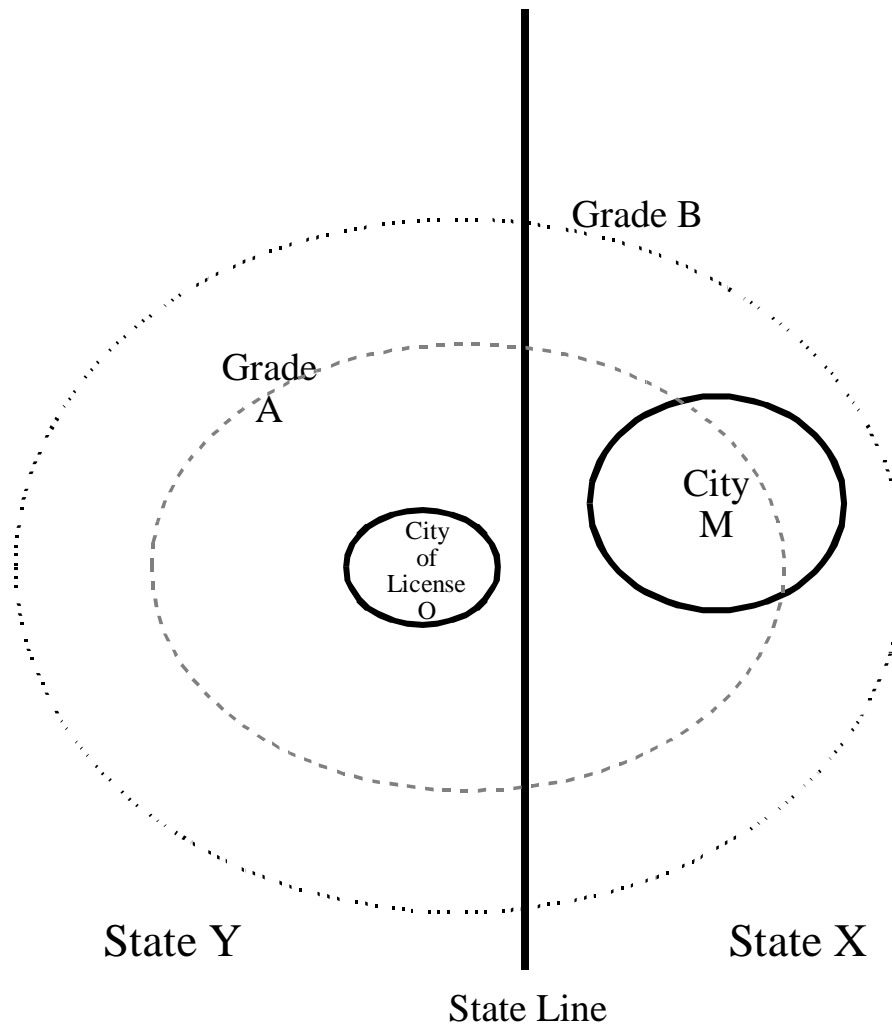 Grade B
Grade
A
City
M
City
of
License
O
State Y
State X
State Line